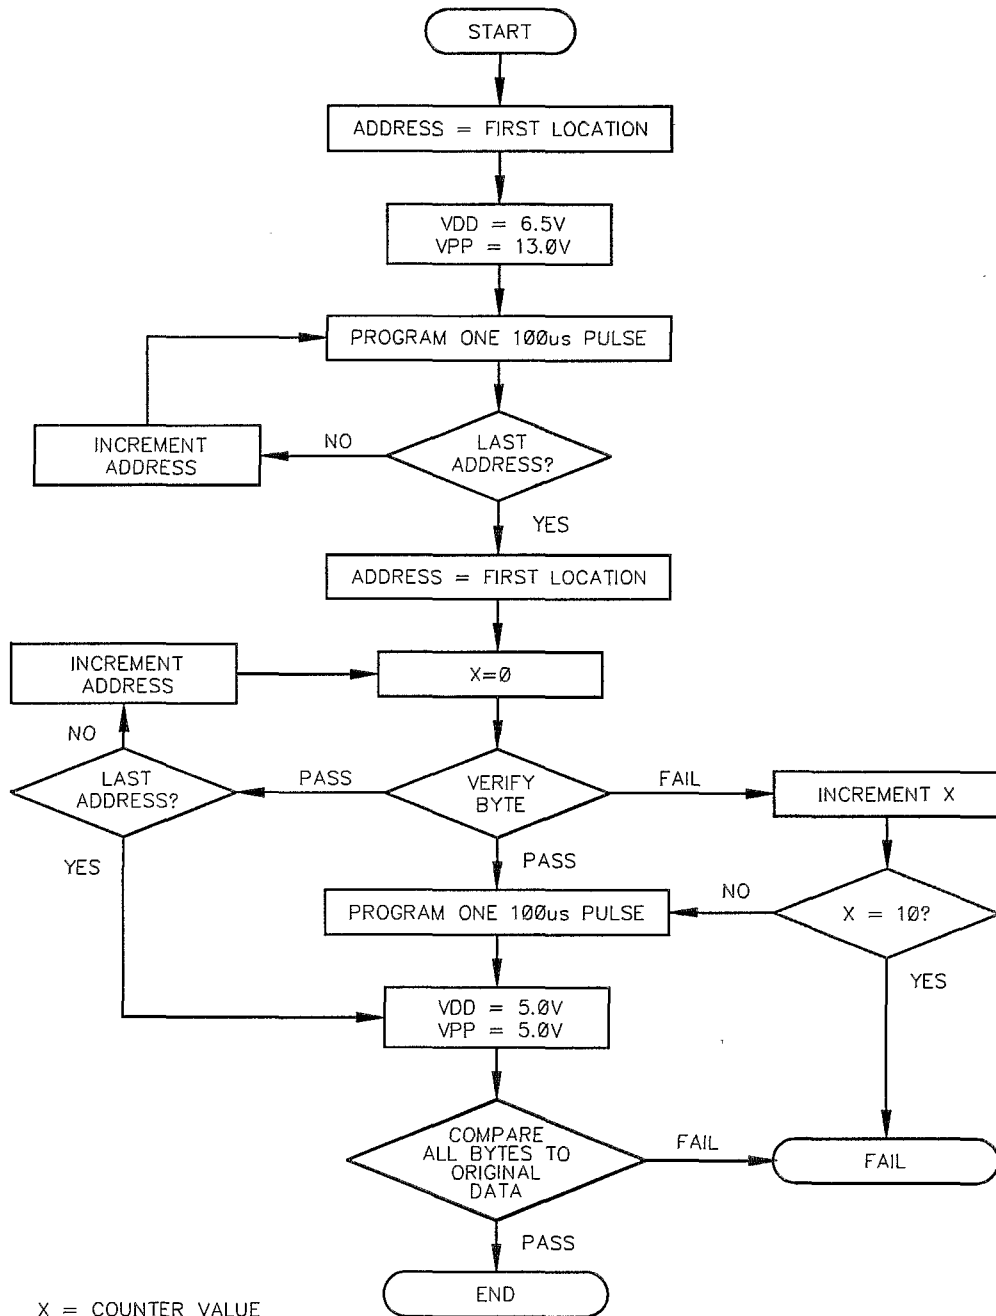 START
ADDRESS = FIRST LOCATION
VDD = 6.5V
VPP = 13.0V
PROGRAM ONE 100us PULSE
INCREMENT
ADDRESS
NO
LAST
ADDRESS?
YES
ADDRESS = FIRST LOCATION
INCREMENT
ADDRESS
X=0
NO
LAST
ADDRESS?
PASS
VERIFY
BYTE
FAIL
INCREMENT X
YES
PASS
PROGRAM ONE 100us PULSE
NO
X = 10?
YES
VDD = 5.0V
VPP = 5.0V
COMPARE
ALL BYTES TO
ORIGINAL
DATA
FAIL
FAIL
PASS
END
X = COUNTER VALUE